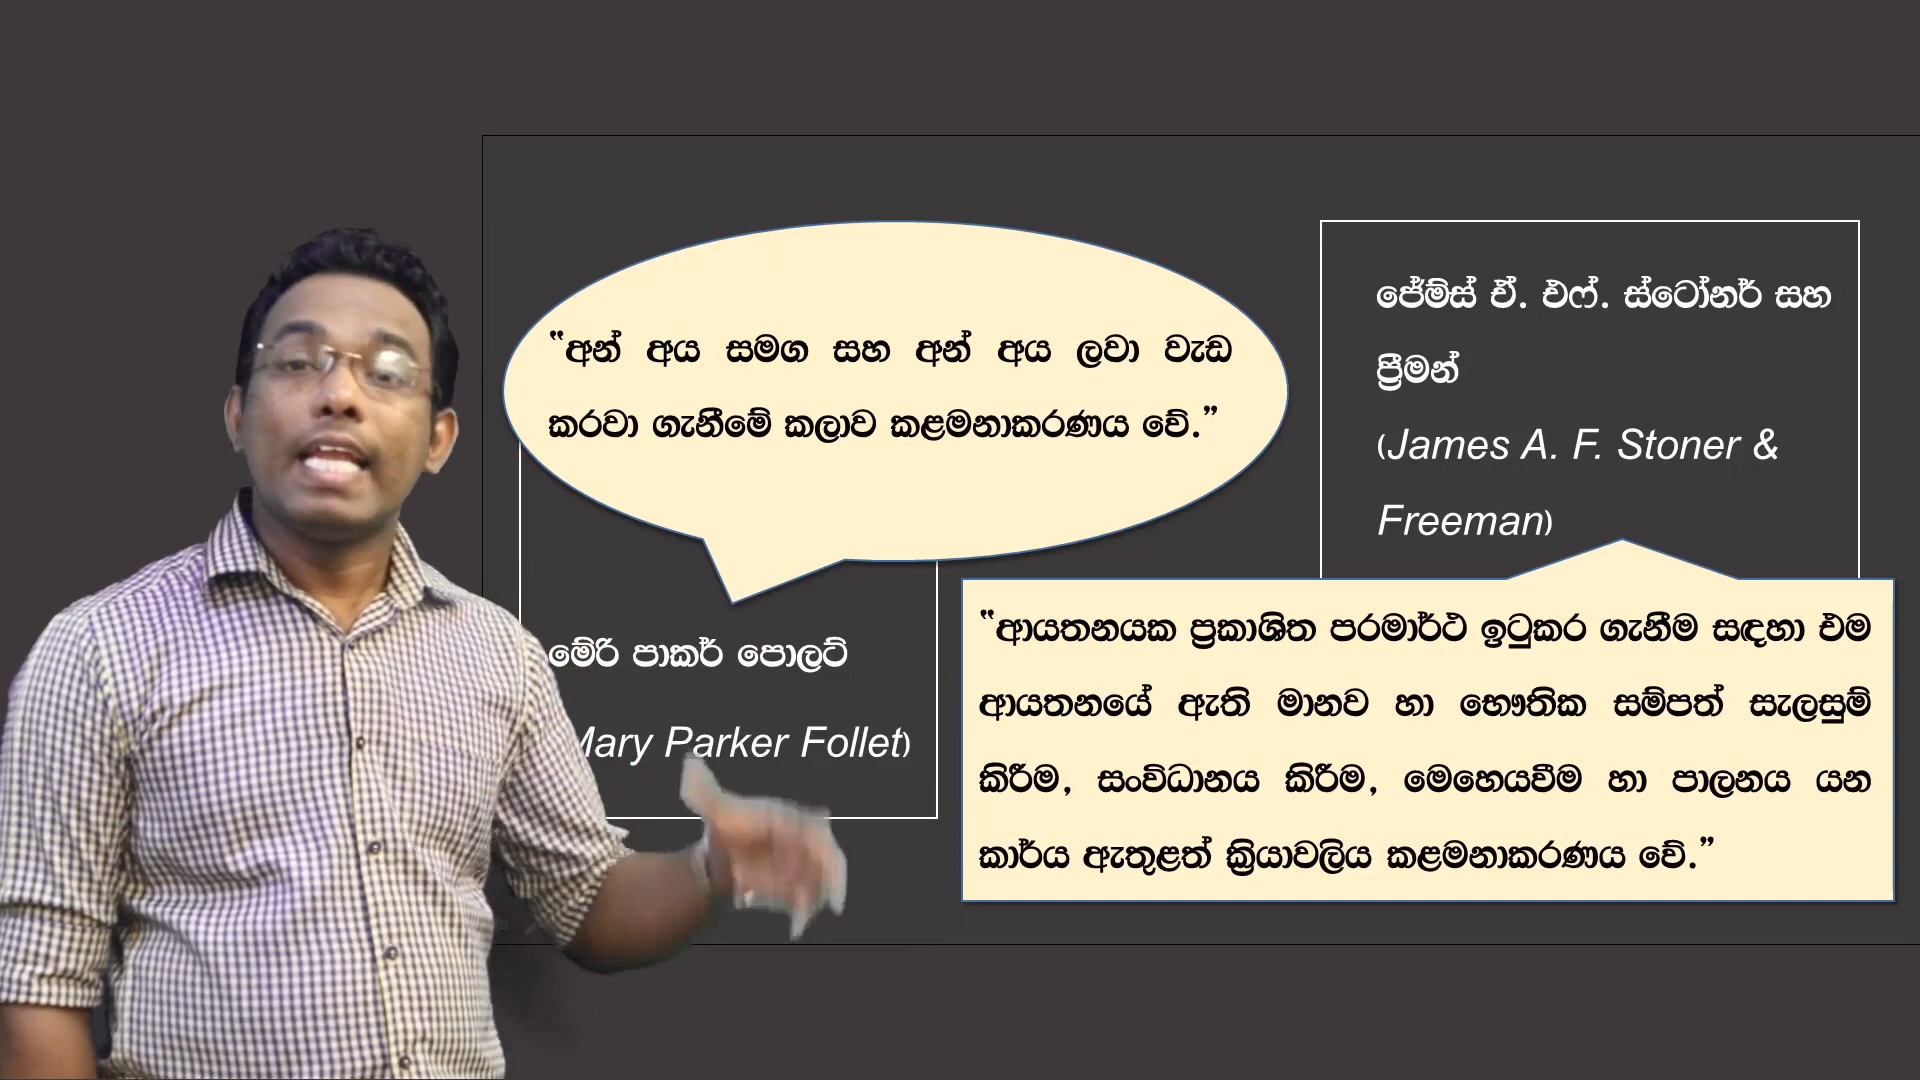 “අන් අය සමග සහ අන් අය ලවා වැඩ
කරවා ගැනීමේ කලාව කළමනාකරණය වේ.”
මේරි පාකර් පොලට්
Mary Parker Follet)
ජේම්ස් ඒ. එෆ්. ස්ටෝනර් සහ
ප්‍රීමන්
(James A. F. Stoner &
Freeman)
“ආයතනයක ප්‍රකාශිත පරමාර්ථ ඉටුකර ගැනීම සඳහා එම
ආයතනයේ ඇති මානව හා භෞතික සම්පත් සැලසුම්
කිරීම, සංවිධානය කිරීම, මෙහෙයවීම හා පාලනය යන
කාර්ය ඇතුළත් ක්‍රියාවලිය කළමනාකරණය වේ.”